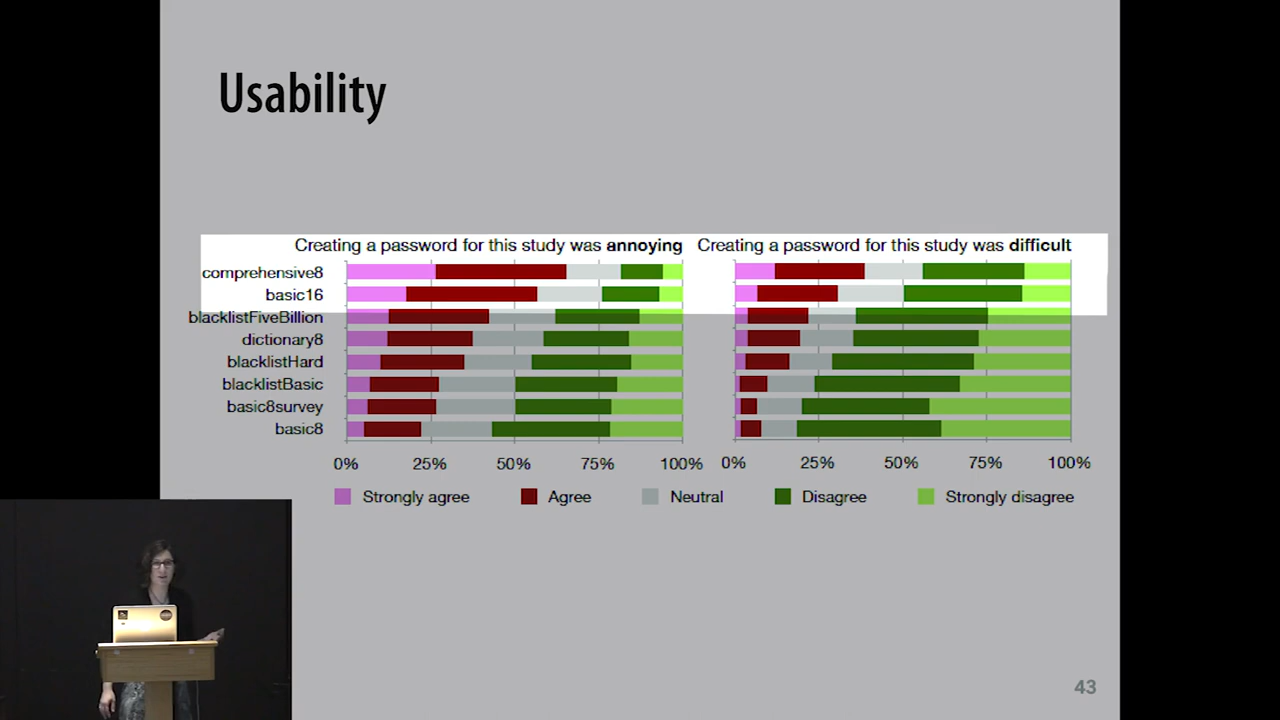 Usability
Creating a password for this study was annoying
Creating a password for this study was difficult
comprehensive8
basic16
blacklistFiveBillion
dictionary8
blacklistHard
blacklistBasic
basic8survey
basic8
0% 25% 50% 75% 100%
0% 25% 50% 75% 100%
Strongly agree Agree Neutral Disagree Strongly disagree
43